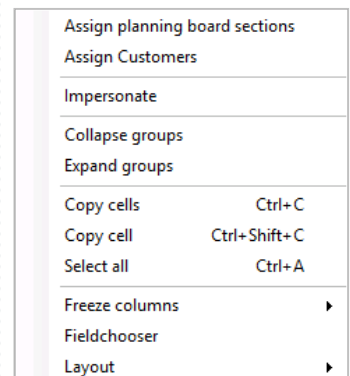 Assign planning board sections
Assign Customers
Impersonate
Collapse groups
Expand groups
Copy cells Ctrl+C
Copy cell Ctrl+Shift+C
Select all Ctrl+A
Freeze columns
Fieldchooser
Layout